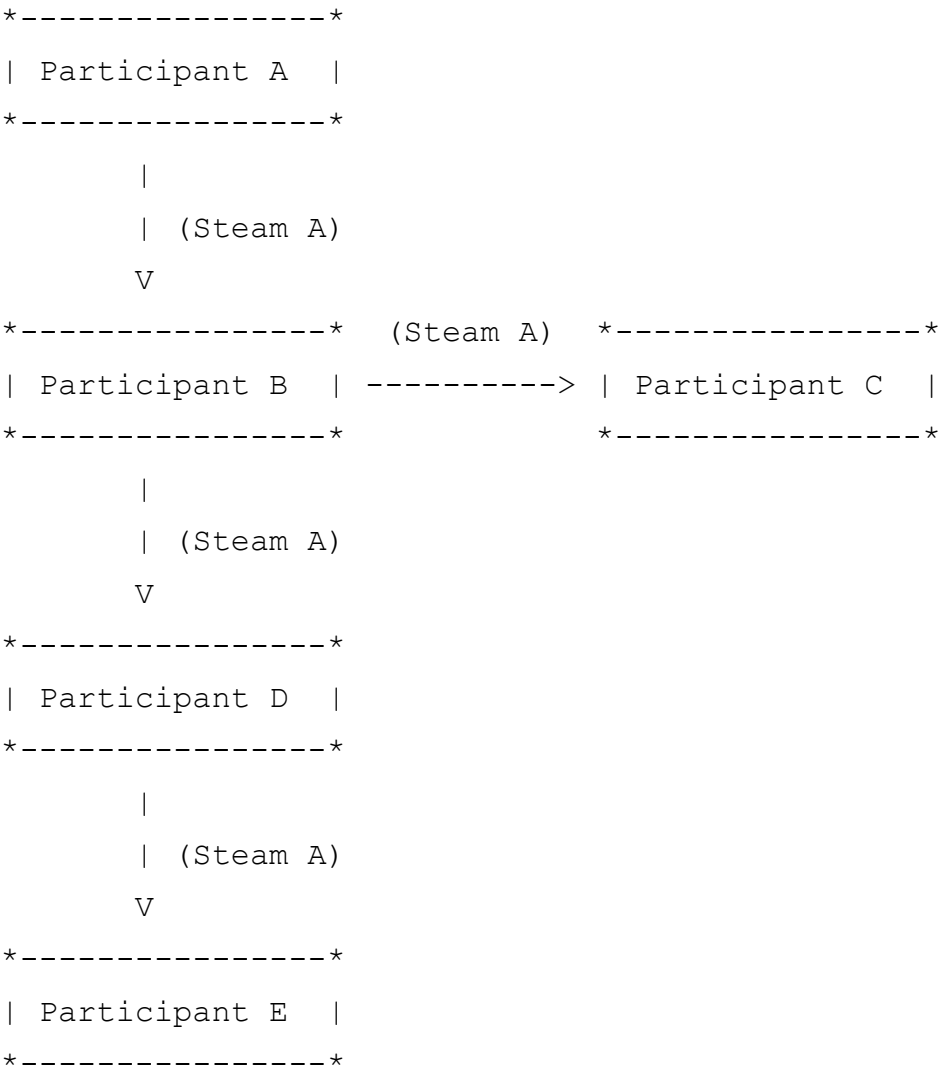 *----------------*
| Participant A  |
*----------------*
       |
       | (Steam A)
       V
*----------------*  (Steam A)  *----------------*
| Participant B  | ----------> | Participant C  |
*----------------*             *----------------*
       |
       | (Steam A)
       V
*----------------*
| Participant D  |
*----------------*
       |
       | (Steam A)
       V
*----------------*
| Participant E  |
*----------------*